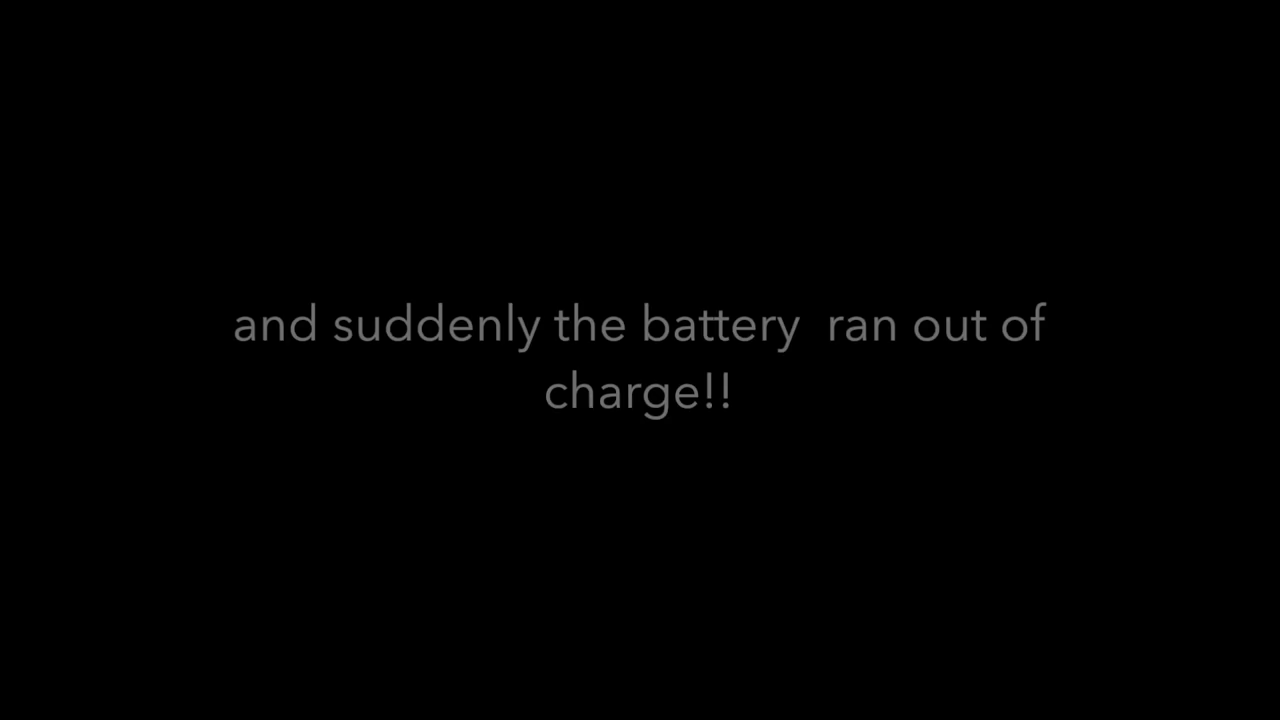 and suddenly the battery  ran out of
charge!!